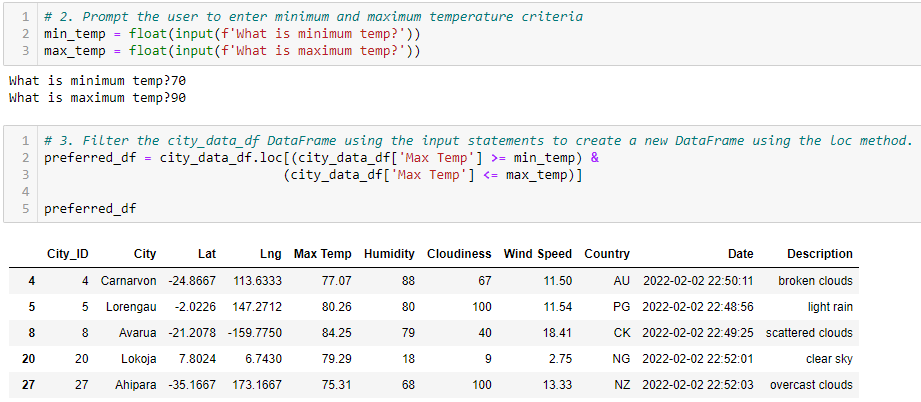 1 # 2. Prompt the user to enter minimum and maximum temperature criteria
2 min_temp = float(input(f'What is minimum temp?'))
3 max_temp = float(input(f'What is maximum temp?'))
What is minimum temp?70
What is maximum temp?90
1 # 3. Filter the city_data_df DataFrame using the input statements to create a new DataFrame using the loc method.
2 preferred_df = city_data_df.loc[(city_data_df['Max Temp'] >= min_temp) &
3 (city_data_df['Max Temp'] <= max_temp)]
4
5 preferred_df
City_ID City Lat Lng Max Temp Humidity Cloudiness Wind Speed Country Date Description
4 4 Carnarvon -24.8667 113.6333 77.07 88 67 11.50 AU 2022-02-02 22:50:11 broken clouds
5 5 Lorengau -2.0226 147.2712 80.26 80 100 11.54 PG 2022-02-02 22:48:56 light rain
8 8 Avarua -21.2078 -159.7750 84.25 79 40 18.41 CK 2022-02-02 22:49:25 scattered clouds
20 20 Lokoja 7.8024 6.7430 79.29 18 9 2.75 NG 2022-02-02 22:52:01 clear sky
27 27 Ahipara -35.1667 173.1667 75.31 68 100 13.33 NZ 2022-02-02 22:52:03 overcast clouds